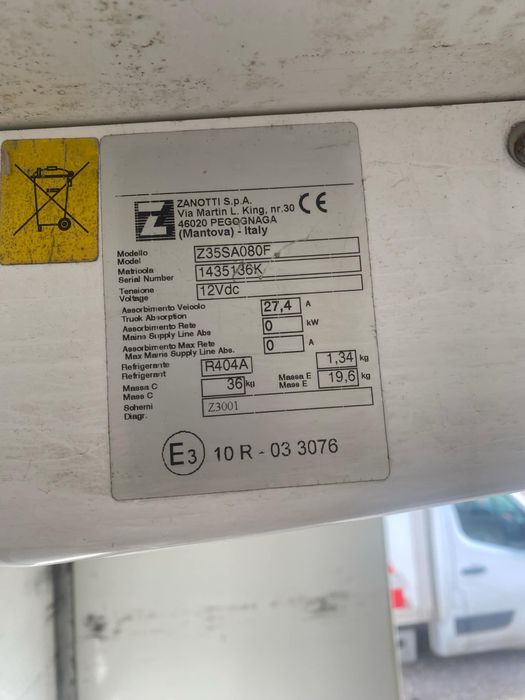 Z
ZANOTTI S.p.A.
Via Martin L. King, nr.30
46020 PEGOGNAGA
(Mantova) - Italy
CE
Modello
Model
Z35SA080F
Matricola
Serial Number
1435136K
Tensione
Voltage
12Vdc
Assorbimento Veicolo
Truck Absorption
27,4 A
Assorbimento Rete
Mains Supply Line Abs
0 kW
Assorbimento Max Rete
Max Mains Supply Line Abs.
0 A
Refrigerante
Refrigerant
R404A
1,34 kg
Massa C
Mass C
36 kg
Massa E
Mass E
19,6 kg
Schemi
Diagr.
Z3001
E3 10 R - 03 3076